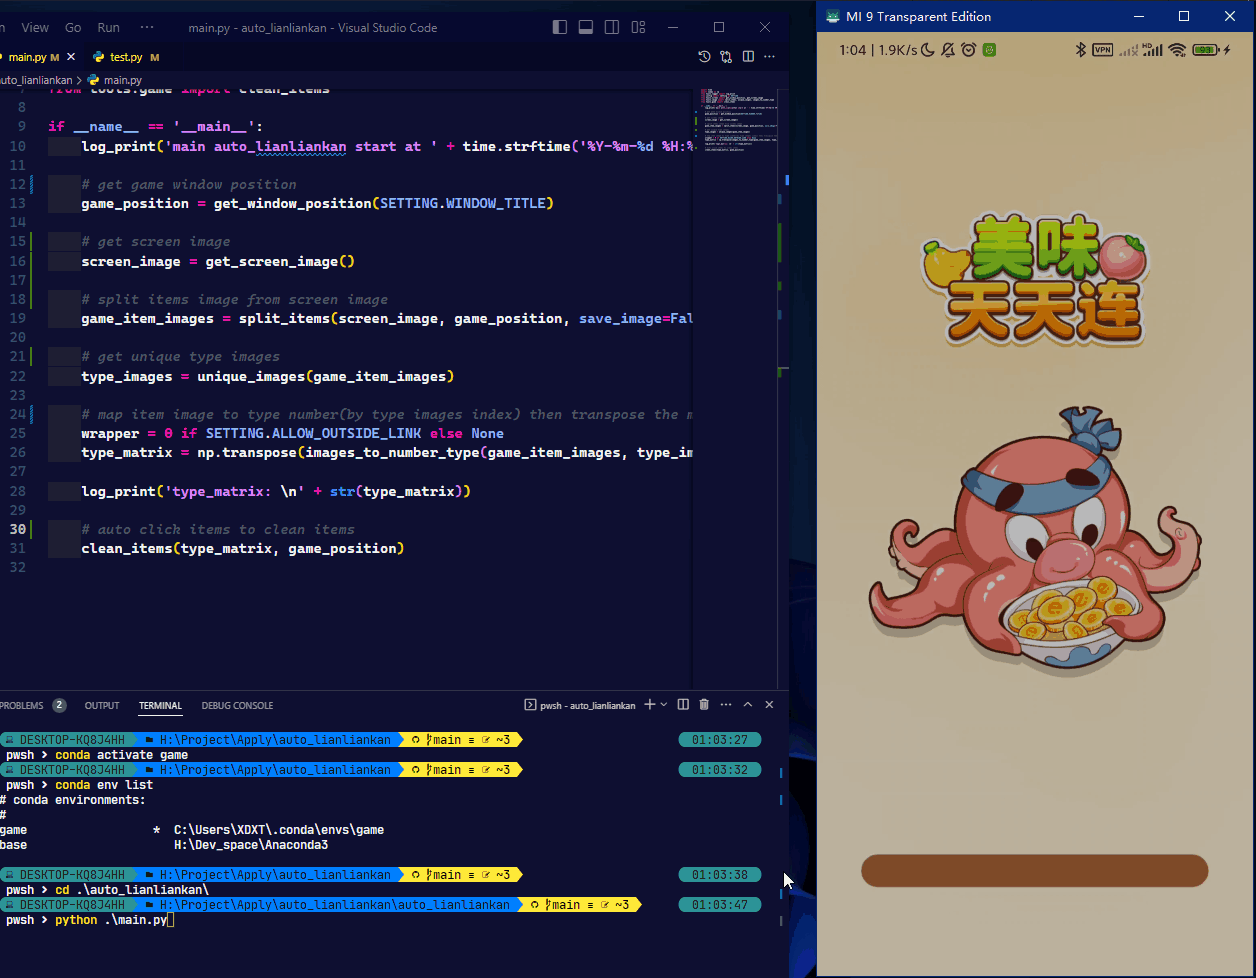 View Go Run ··· main.py - auto_lianliankan - Visual Studio Code
main.py M test.py M
auto_lianliankan > main.py
from tools.game import clean_items
8
9 if __name__ == '__main__':
10 log_print('main auto_lianliankan start at ' + time.strftime('%Y-%m-%d %H:%
11
12 # get game window position
13 game_position = get_window_position(SETTING.WINDOW_TITLE)
14
15 # get screen image
16 screen_image = get_screen_image()
17
18 # split items image from screen image
19 game_item_images = split_items(screen_image, game_position, save_image=Fal
20
21 # get unique type images
22 type_images = unique_images(game_item_images)
23
24 # map item image to type number(by type images index) then transpose the m
25 wrapper = 0 if SETTING.ALLOW_OUTSIDE_LINK else None
26 type_matrix = np.transpose(images_to_number_type(game_item_images, type_im
27
28 log_print('type_matrix: \n' + str(type_matrix))
29
30 # auto click items to clean items
31 clean_items(type_matrix, game_position)
32
PROBLEMS 2 OUTPUT TERMINAL DEBUG CONSOLE pwsh - auto_lianliankan
DESKTOP-KQ8J4HH H:\Project\Apply\auto_lianliankan main ≡ ~3 01:03:27
pwsh > conda activate game
DESKTOP-KQ8J4HH H:\Project\Apply\auto_lianliankan main ≡ ~3 01:03:32
pwsh > conda env list
# conda environments:
#
game * C:\Users\XDXT\.conda\envs\game
base H:\Dev_space\Anaconda3
DESKTOP-KQ8J4HH H:\Project\Apply\auto_lianliankan main ≡ ~3 01:03:38
pwsh > cd .\auto_lianliankan\
DESKTOP-KQ8J4HH H:\Project\Apply\auto_lianliankan\auto_lianliankan main ≡ ~3 01:03:47
pwsh > python .\main.py
MI 9 Transparent Edition
1:04 | 1.9K/s VPN HD 93
美味
天天连